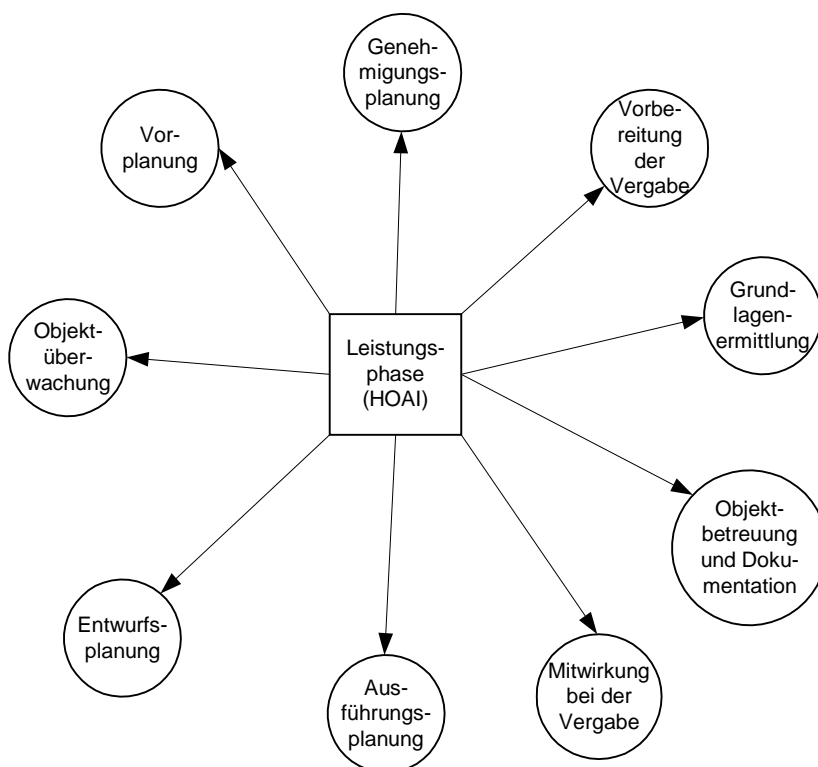 Geneh-
migungs-
planung
Vor-
planung
Vorbe-
reitung
der
Vergabe
Grund-
lagen-
ermittlung
Objekt-
über-
wachung
Leistungs-
phase
(HOAI)
Objekt-
betreuung
und Doku-
mentation
Entwurfs-
planung
Aus-
führungs-
planung
Mitwirkung
bei der
Vergabe